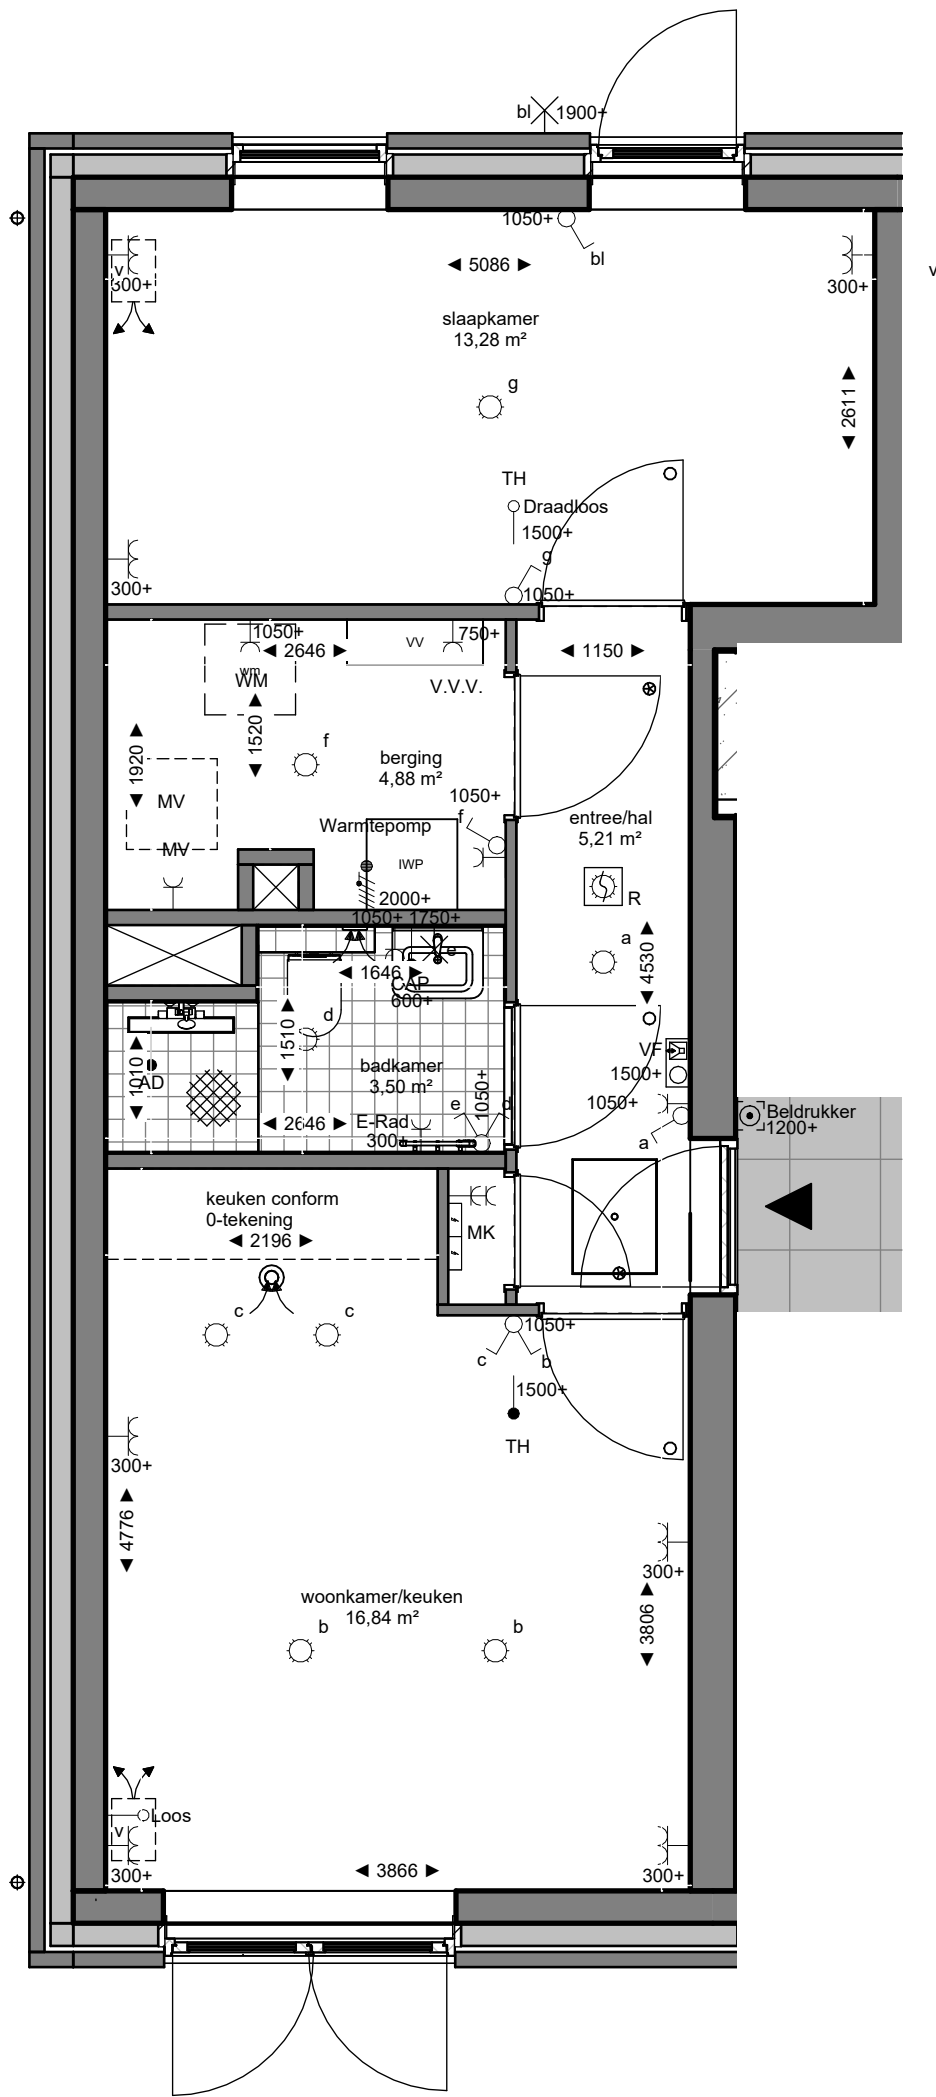 bl
1900+
1050+
bl
5086
v
300+
300+
v
slaapkamer
13,28 m²
g
2611
TH
Draadloos
1500+
g
300+
1050+
1050+
2646
vv
750+
1150
wm
WM
V.V.V.
1520
1920
f
berging
4,88 m²
MV
1050+
f
entree/hal
5,21 m²
Warmtepomp
MV
IWP
2000+
R
1050+ 1750+
a
e
4530
1646
CAP
600+
d
1510
VF
1500+
badkamer
3,50 m²
1010
AD
1050+
1050+
e
d
2646
E-Rad
300+
a
Beldrukker
1200+
keuken conform
0-tekening
2196
MK
c
c
1050+
c
b
1500+
TH
300+
4776
300+
woonkamer/keuken
16,84 m²
3806
b
b
Loos
v
300+
3866
300+